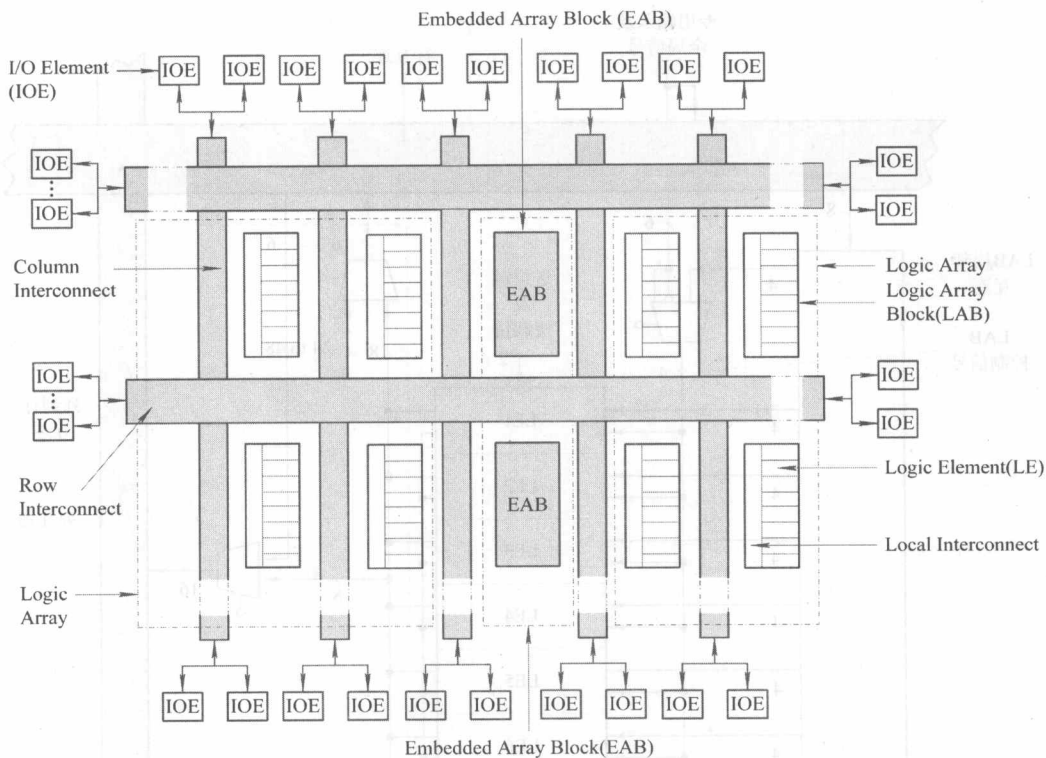 Embedded Array Block (EAB)
I/O Element
(IOE)
IOE IOE IOE IOE IOE IOE IOE IOE IOE IOE
IOE
IOE
IOE
IOE
Column
Interconnect
EAB
Logic Array
Logic Array
Block(LAB)
IOE
IOE
IOE
IOE
Row
Interconnect
EAB
Logic Element(LE)
Local Interconnect
Logic
Array
IOE IOE IOE IOE IOE IOE IOE IOE IOE IOE
Embedded Array Block(EAB)